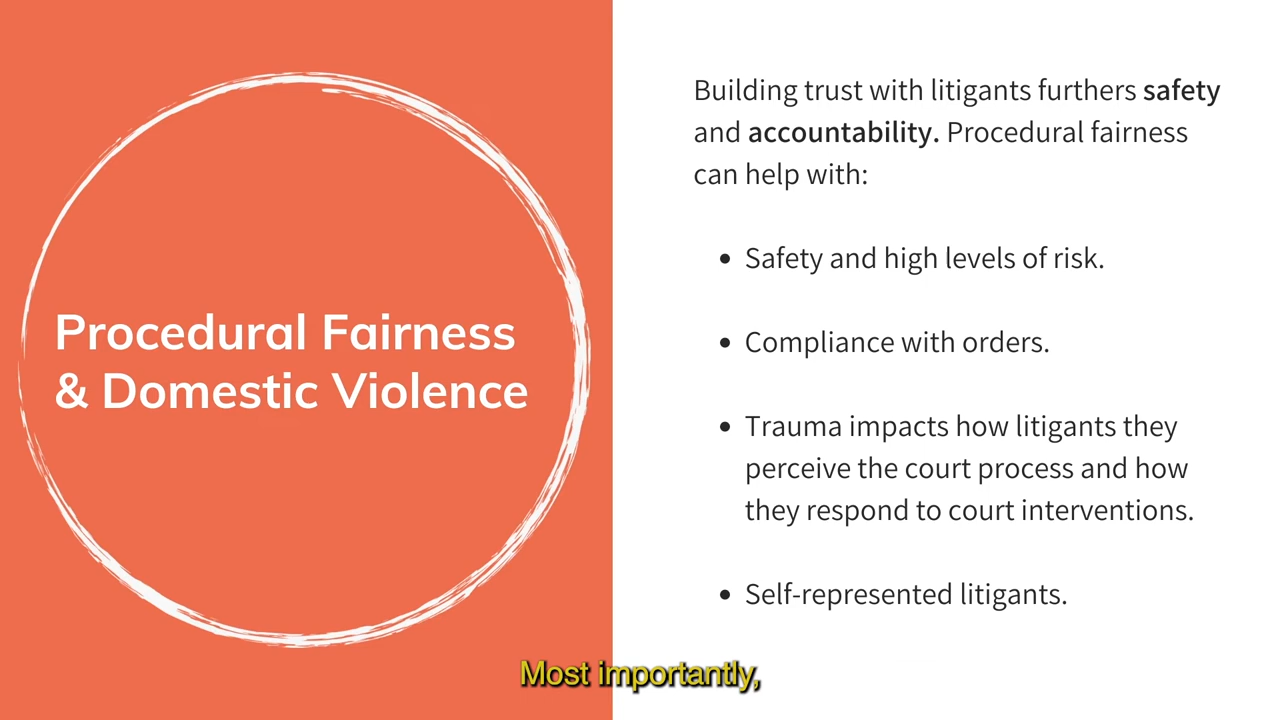 Procedural Fairness
& Domestic Violence
Building trust with litigants furthers safety
and accountability. Procedural fairness
can help with:
• Safety and high levels of risk.
• Compliance with orders.
• Trauma impacts how litigants they
perceive the court process and how
they respond to court interventions.
• Self-represented litigants.
Most importantly,